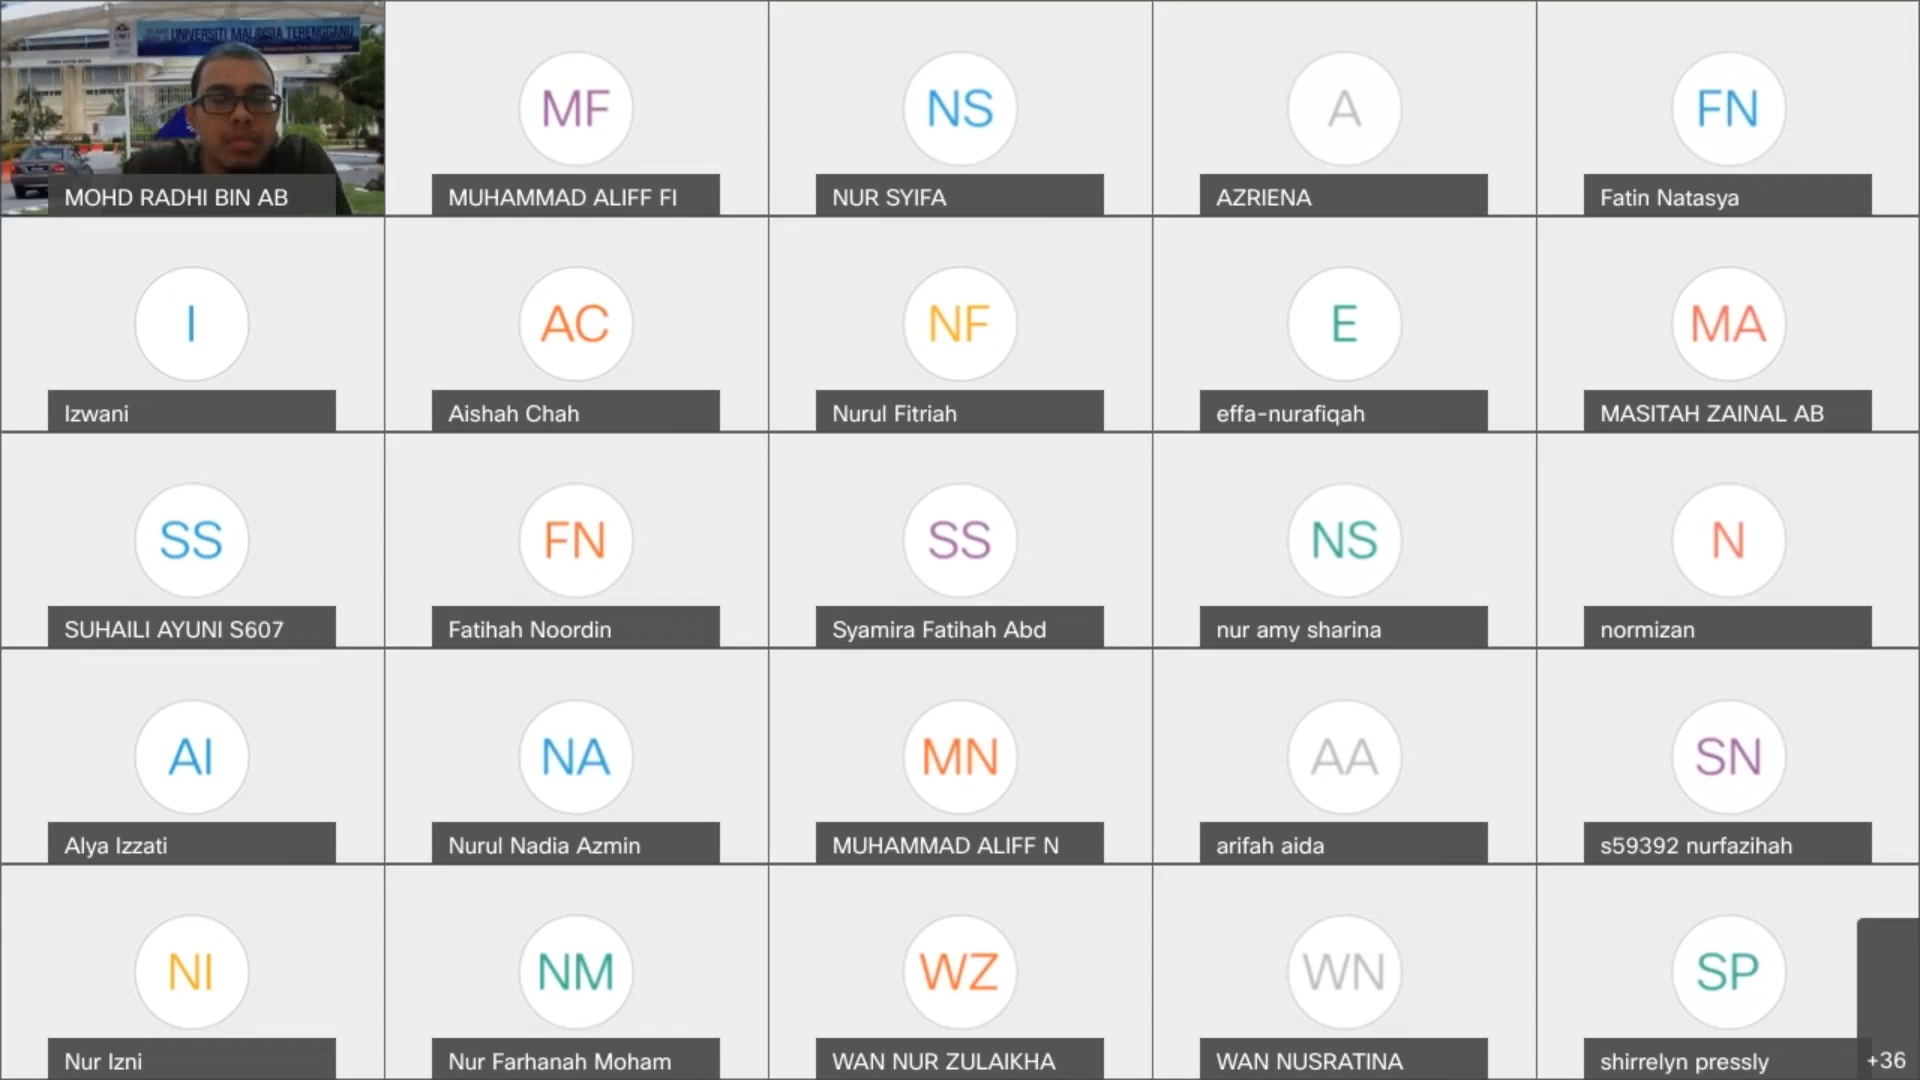 UNIVERSITI MALAYSIA TERENGGANU
MOHD RADHI BIN AB
MF
MUHAMMAD ALIFF FI
NS
NUR SYIFA
A
AZRIENA
FN
Fatin Natasya
I
Izwani
AC
Aishah Chah
NF
Nurul Fitriah
E
effa-nurafiqah
MA
MASITAH ZAINAL AB
SS
SUHAILI AYUNI S607
FN
Fatihah Noordin
SS
Syamira Fatihah Abd
NS
nur amy sharina
N
normizan
AI
Alya Izzati
NA
Nurul Nadia Azmin
MN
MUHAMMAD ALIFF N
AA
arifah aida
SN
s59392 nurfazihah
NI
Nur Izni
NM
Nur Farhanah Moham
WZ
WAN NUR ZULAIKHA
WN
WAN NUSRATINA
SP
shirrelyn pressly
+36